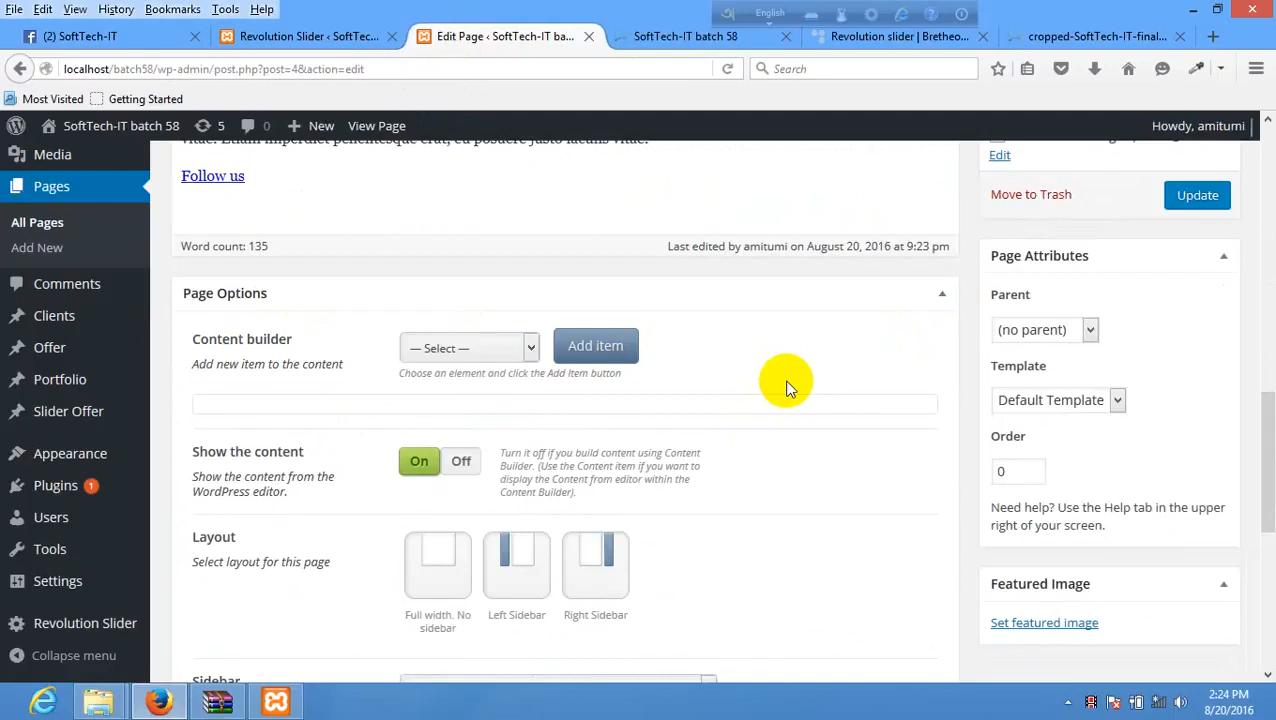 File Edit View History Bookmarks Tools Help
English
(2) SoftTech-IT
Revolution Slider ‹ SoftTec...
Edit Page ‹ SoftTech-IT ba...
SoftTech-IT batch 58
Revolution slider | Bretheo...
cropped-SoftTech-IT-final...
localhost/batch58/wp-admin/post.php?post=4&action=edit
Search
Most Visited Getting Started
SoftTech-IT batch 58 5 0 New View Page
Howdy, amitumi
vitae. Etiam imperdiet pellentesque erat, eu posuere justo iaculis vitae.
Follow us
Word count: 135
Last edited by amitumi on August 20, 2016 at 9:23 pm
Media
Pages
All Pages
Add New
Comments
Clients
Offer
Portfolio
Slider Offer
Appearance
Plugins 1
Users
Tools
Settings
Revolution Slider
Collapse menu
Page Options
Content builder
Add new item to the content
— Select —
Add item
Choose an element and click the Add Item button
Show the content
Show the content from the
WordPress editor.
On Off
Turn it off if you build content using Content
Builder. (Use the Content item if you want to
display the Content from editor within the
Content Builder).
Layout
Select layout for this page
Full width. No
sidebar
Left Sidebar
Right Sidebar
Sidebar
Edit
Move to Trash
Update
Page Attributes
Parent
(no parent)
Template
Default Template
Order
0
Need help? Use the Help tab in the upper
right of your screen.
Featured Image
Set featured image
2:24 PM
8/20/2016